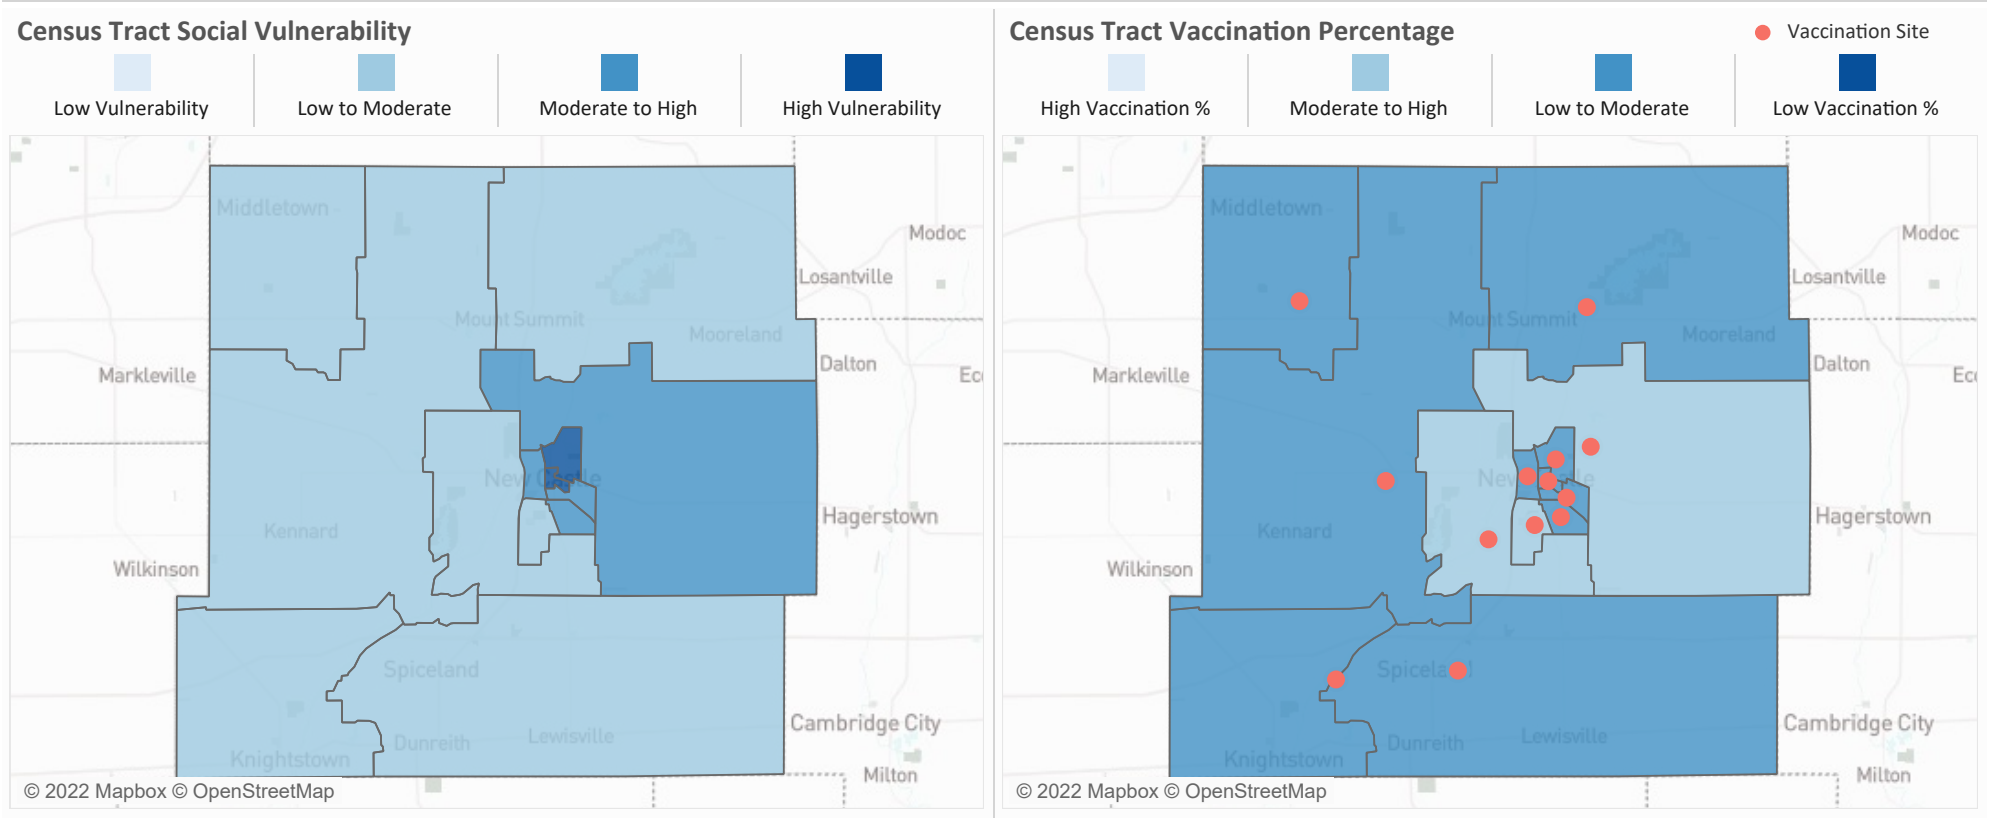 Census Tract Social Vulnerability
Low Vulnerability
Low to Moderate
Moderate to High
High Vulnerability
Middletown
Modoc
Losantville
Mount Summit
Mooreland
Dalton
Markleville
New Castle
Kennard
Hagerstown
Wilkinson
Spiceland
Cambridge City
Lewisville
Dunreith
Knightstown
Milton
© 2022 Mapbox © OpenStreetMap
Census Tract Vaccination Percentage
Vaccination Site
High Vaccination %
Moderate to High
Low to Moderate
Low Vaccination %
Middletown
Modoc
Losantville
Mount Summit
Mooreland
Dalton
Markleville
Kennard
Hagerstown
Wilkinson
Cambridge City
Lewisville
Dunreith
Knightstown
Milton
© 2022 Mapbox © OpenStreetMap